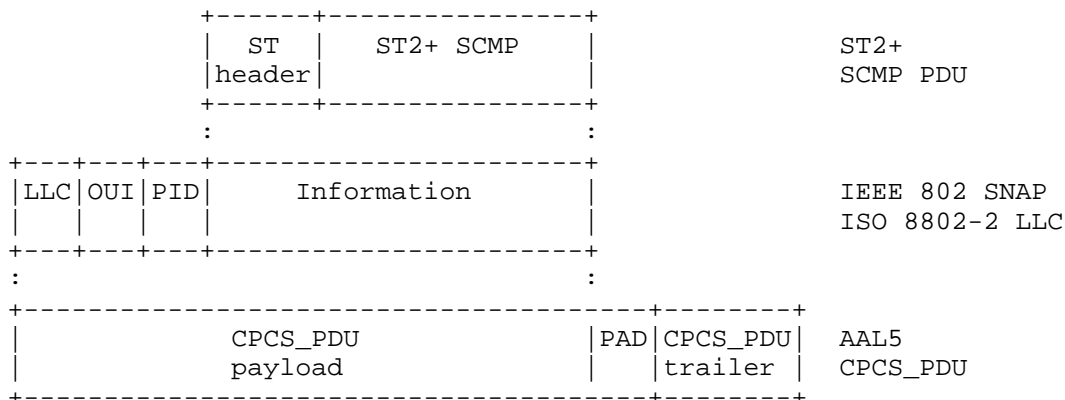 +------+----------------+
| ST | ST2+ SCMP | ST2+
|header| | SCMP PDU
+------+----------------+
: :
+---+---+---+-----------------------+
|LLC|OUI|PID| Information | IEEE 802 SNAP
| | | | | ISO 8802-2 LLC
+---+---+---+-----------------------+
: :
+--------------------------------------+--------+
| CPCS_PDU |PAD|CPCS_PDU| AAL5
| payload | |trailer | CPCS_PDU
+--------------------------------------+--------+